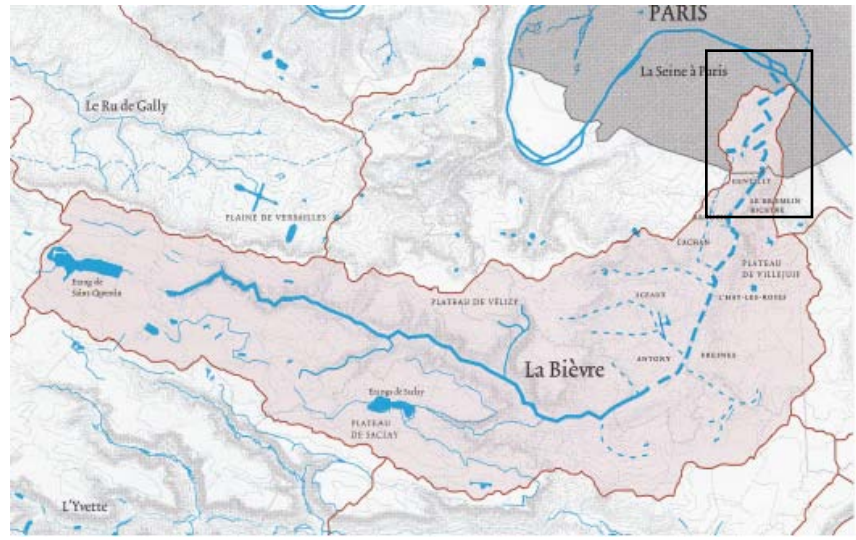 PARIS
La Seine à Paris
Le Ru de Gally
PLAINE DE VERSAILLES
GENTILLY
LE KREMLIN
BICETRE
CACHAN
PLATEAU
DE VILLEJUIF
L'HAY-LES-ROSES
Etang de
Saint-Quentin
PLATEAU DE VÉLIZY
SCEAUX
ANTONY
FRESNES
La Bièvre
Etangs de Saclay
PLATEAU
DE SACLAY
L'Yvette